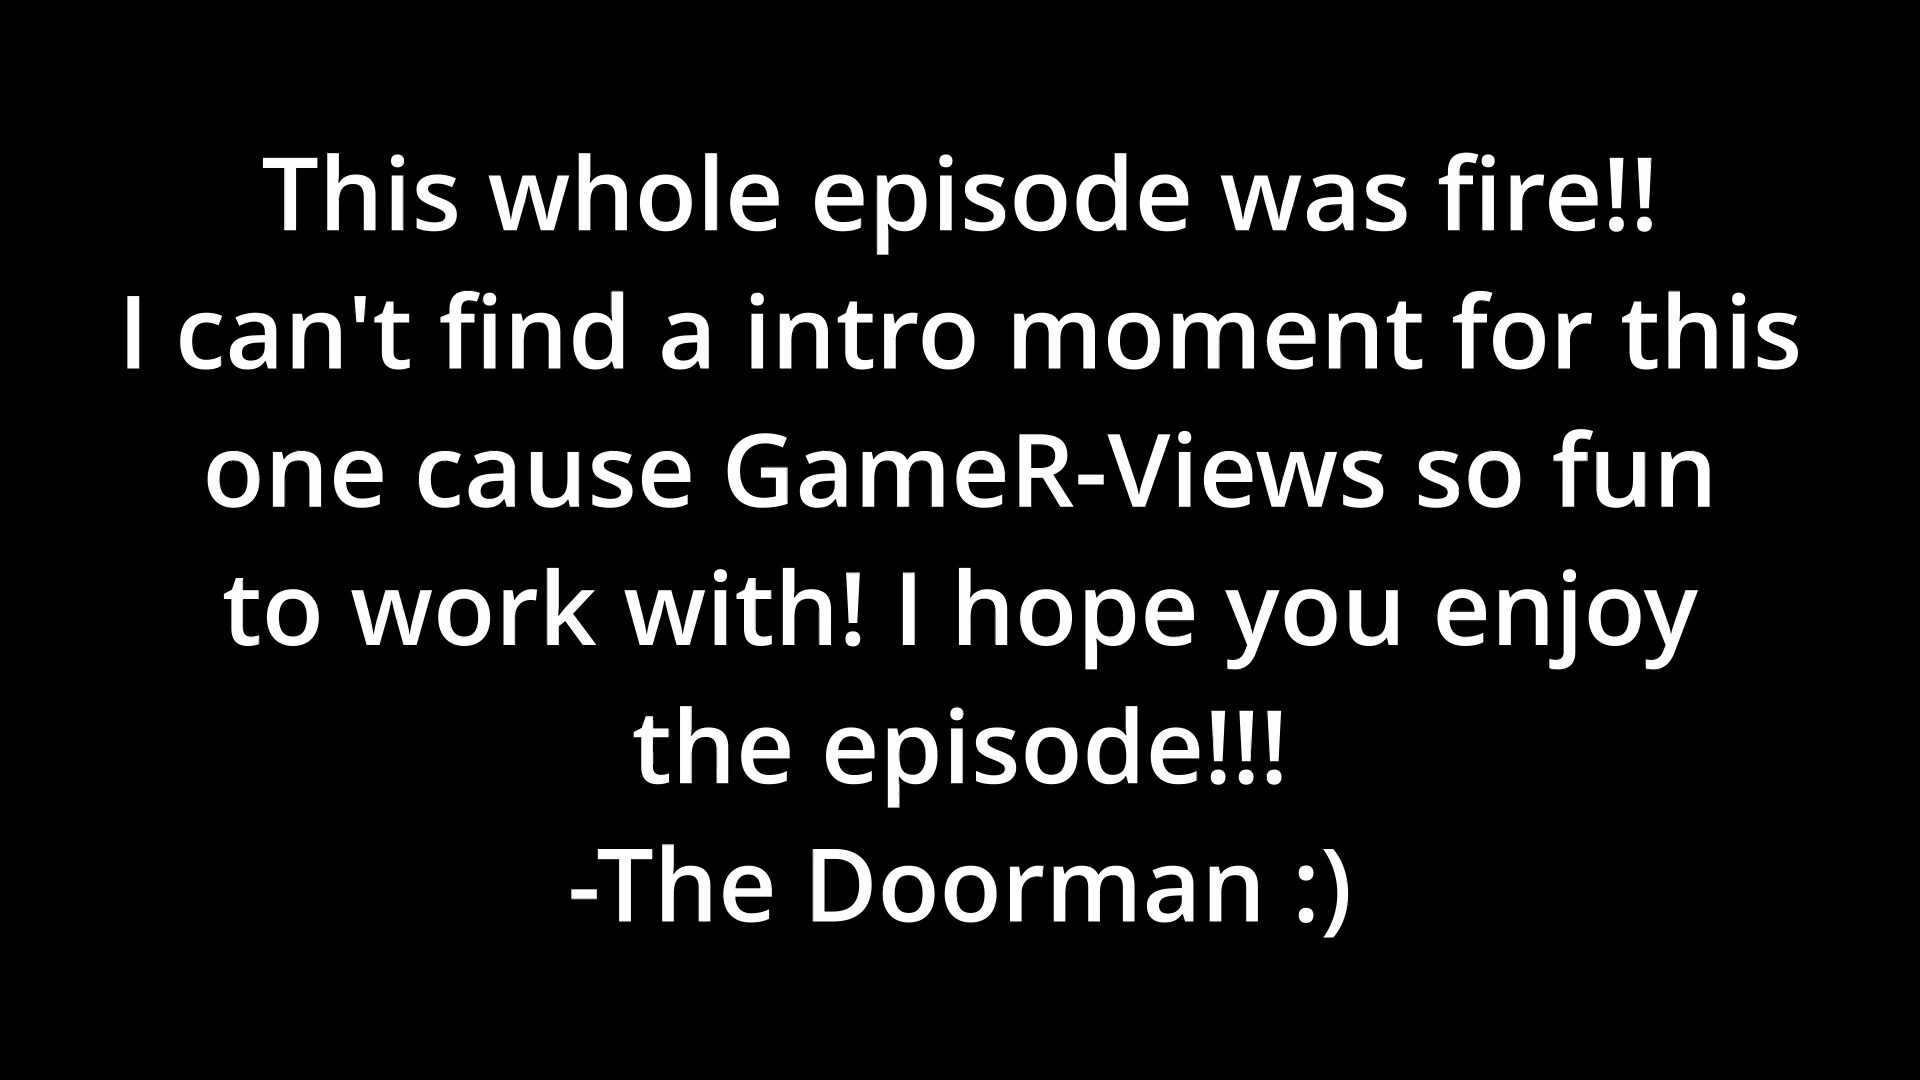 This whole episode was fire!!
I can't find a intro moment for this
one cause GameR-Views so fun
to work with! I hope you enjoy
the episode!!!
-The Doorman :)